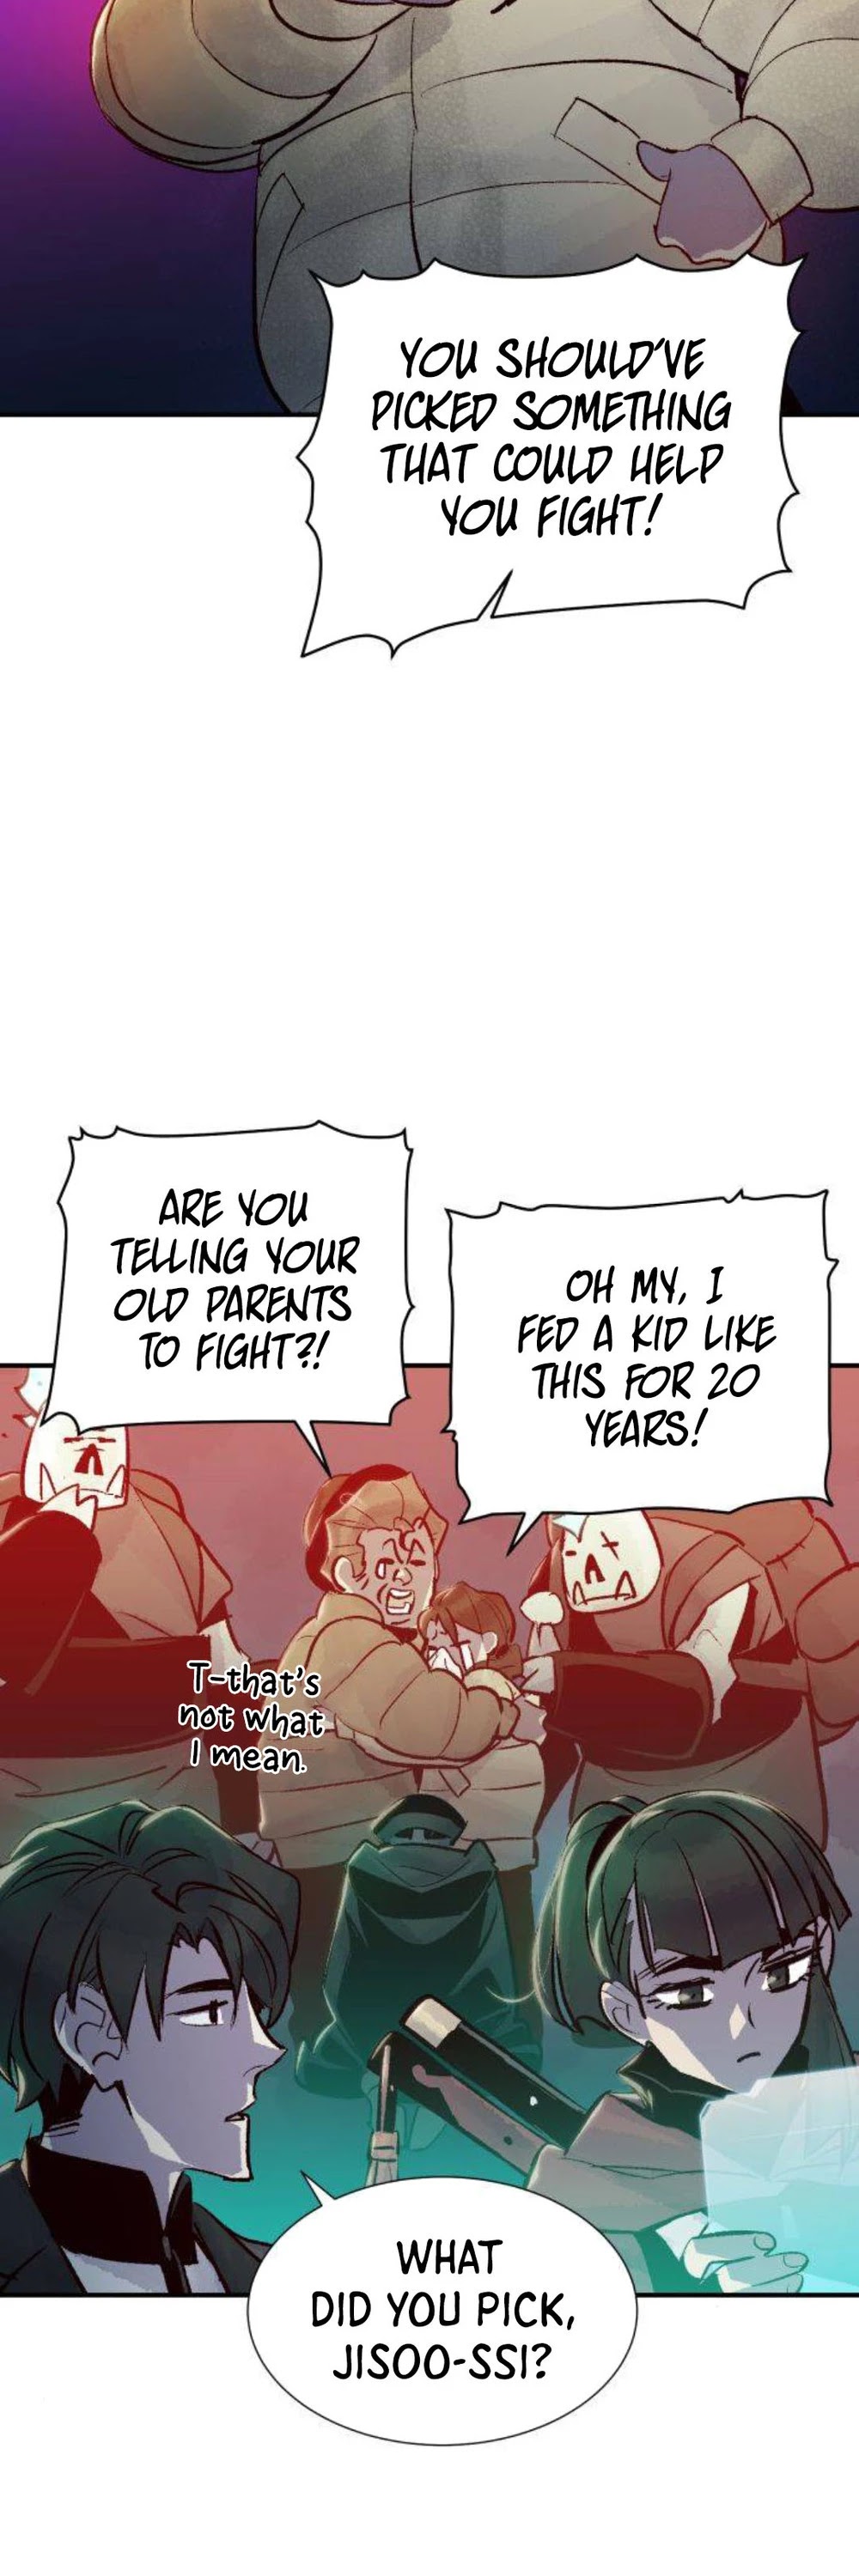 YOU SHOULD'VE
PICKED SOMETHING
THAT COULD HELP
YOU FIGHT!
ARE YOU
TELLING YOUR
OLD PARENTS
TO FIGHT?!
OH MY, I
FED A KID LIKE
THIS FOR 20
YEARS!
T-that's
not what
I mean.
WHAT
DID YOU PICK,
JISOO-SSI?